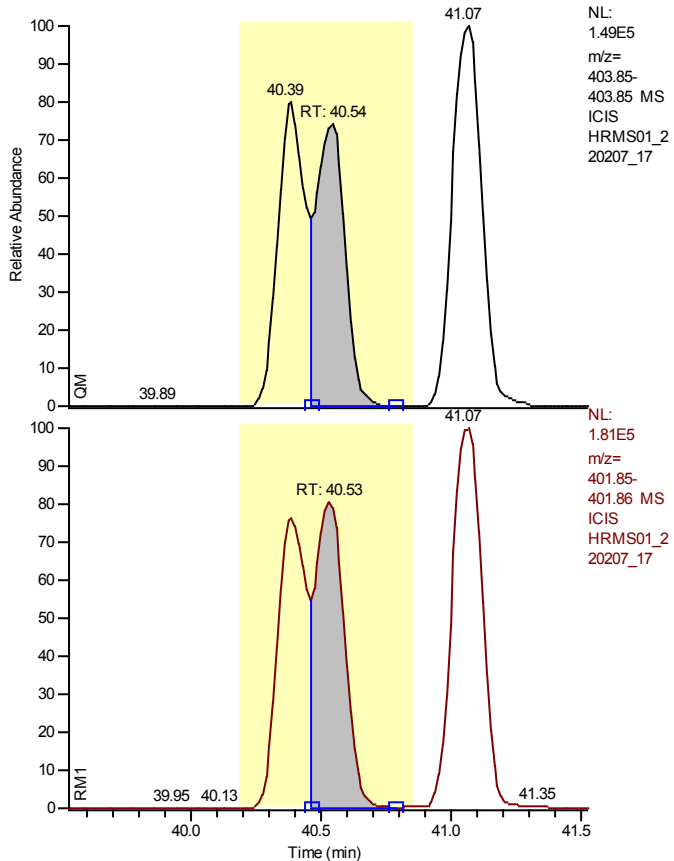 41.07
NL:
1.49E5
m/z=
403.85-
403.85 MS
ICIS
HRMS01_2
20207_17
100
90
80
70
60
50
40
30
20
10
0
Relative Abundance
40.39
RT: 40.54
39.89
QM
41.07
NL:
1.81E5
m/z=
401.85-
401.86 MS
ICIS
HRMS01_2
20207_17
100
90
80
70
60
50
40
30
20
10
0
RT: 40.53
39.95 40.13
41.35
RM1
40.0 40.5 41.0 41.5
Time (min)